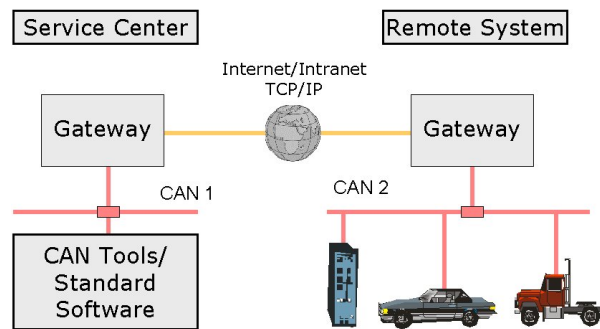 Service Center
Remote System
Internet/Intranet
TCP/IP
Gateway
Gateway
CAN 1
CAN 2
CAN Tools/
Standard
Software